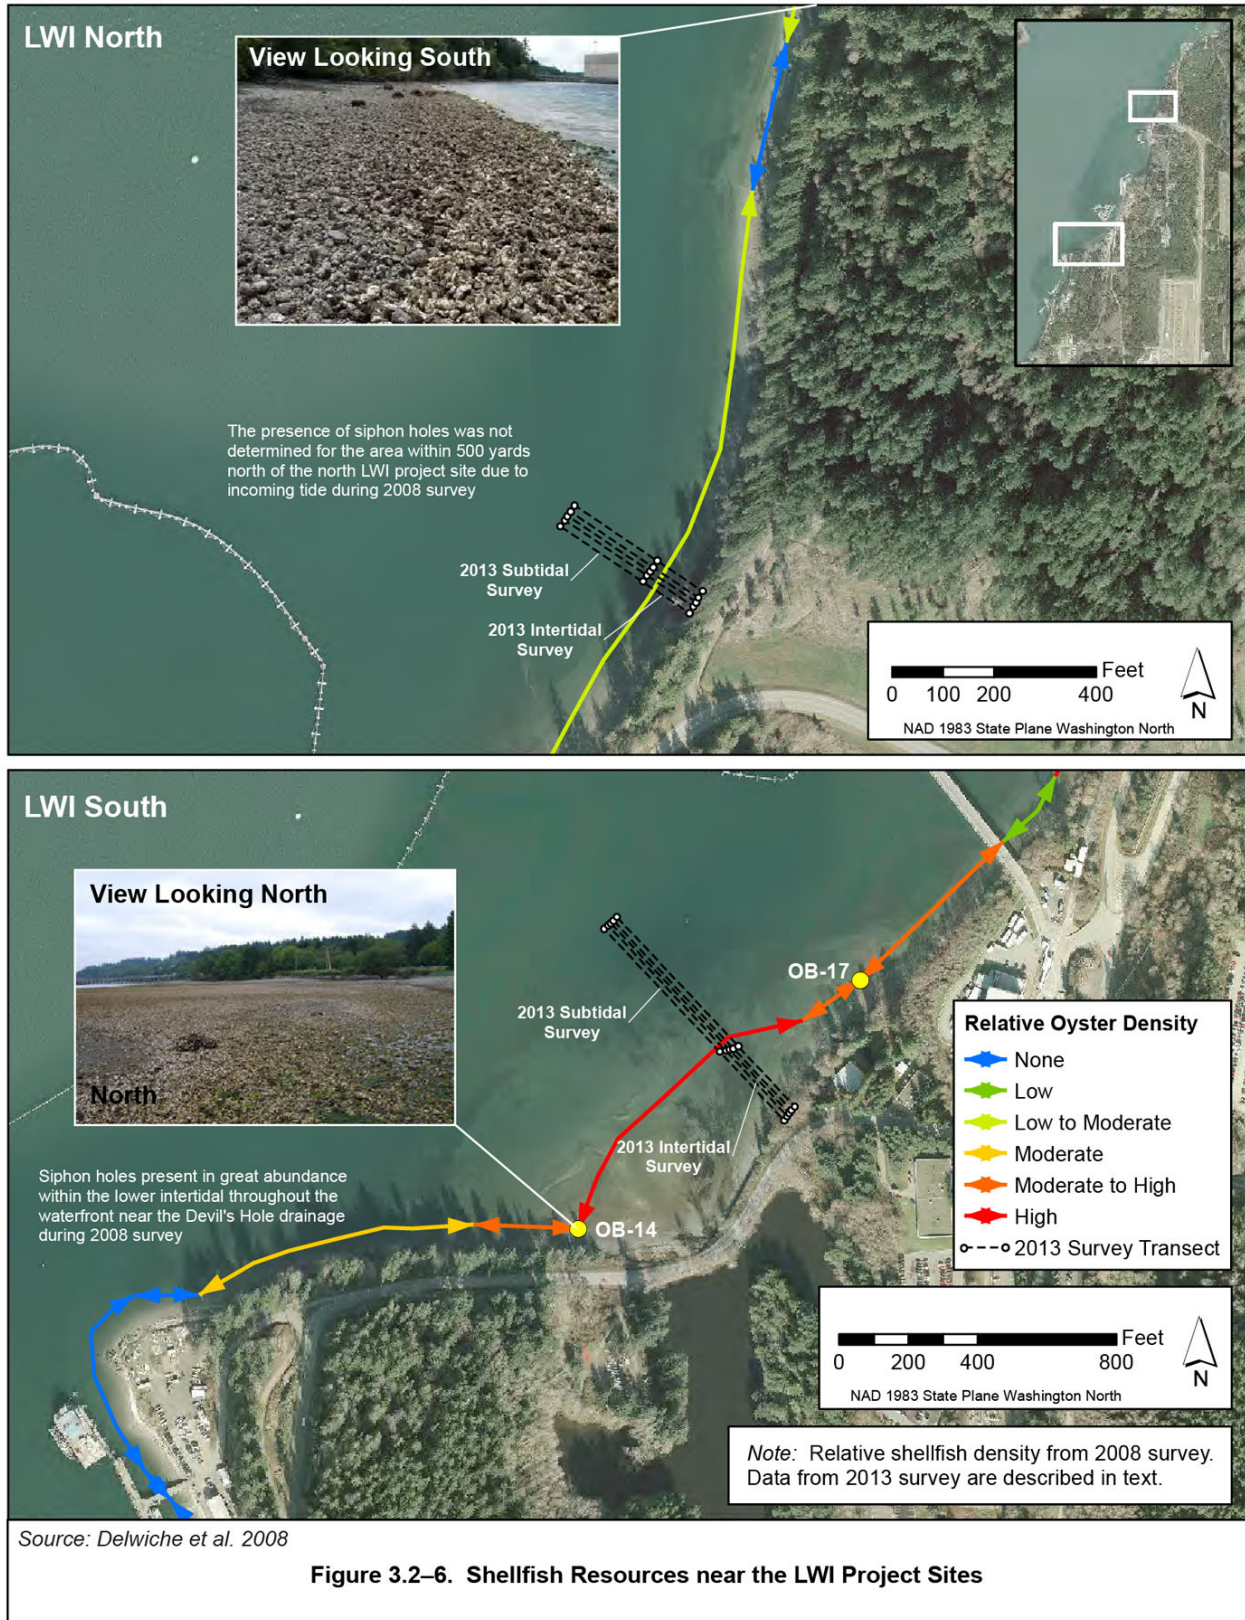 LWI North
View Looking South
The presence of siphon holes was not
determined for the area within 500 yards
north of the north LWI project site due to
incoming tide during 2008 survey
2013 Subtidal
Survey
2013 Intertidal
Survey
Feet
0 100 200 400
N
NAD 1983 State Plane Washington North
LWI South
View Looking North
North
2013 Subtidal
Survey
OB-17
2013 Intertidal
Survey
OB-14
Siphon holes present in great abundance
within the lower intertidal throughout the
waterfront near the Devil's Hole drainage
during 2008 survey
Relative Oyster Density
None
Low
Low to Moderate
Moderate
Moderate to High
High
2013 Survey Transect
Feet
0 200 400 800
N
NAD 1983 State Plane Washington North
Note: Relative shellfish density from 2008 survey.
Data from 2013 survey are described in text.
Source: Delwiche et al. 2008
Figure 3.2–6. Shellfish Resources near the LWI Project Sites